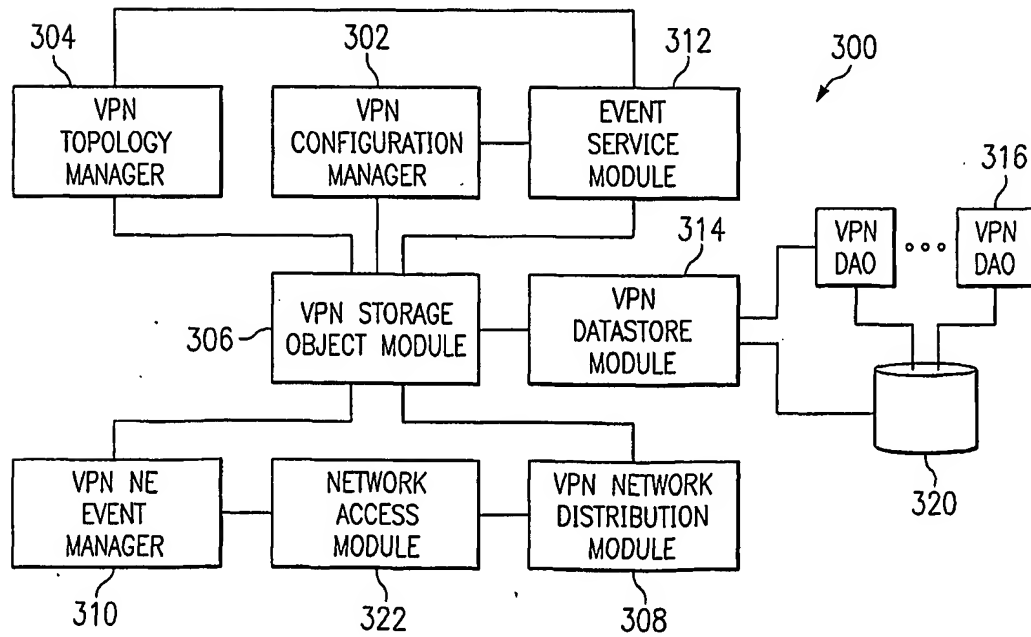 304
302
312
300
VPN
TOPOLOGY
MANAGER
VPN
CONFIGURATION
MANAGER
EVENT
SERVICE
MODULE
316
VPN
DAO
VPN
DAO
314
306
VPN STORAGE
OBJECT MODULE
VPN
DATASTORE
MODULE
320
VPN NE
EVENT
MANAGER
NETWORK
ACCESS
MODULE
VPN NETWORK
DISTRIBUTION
MODULE
310
322
308